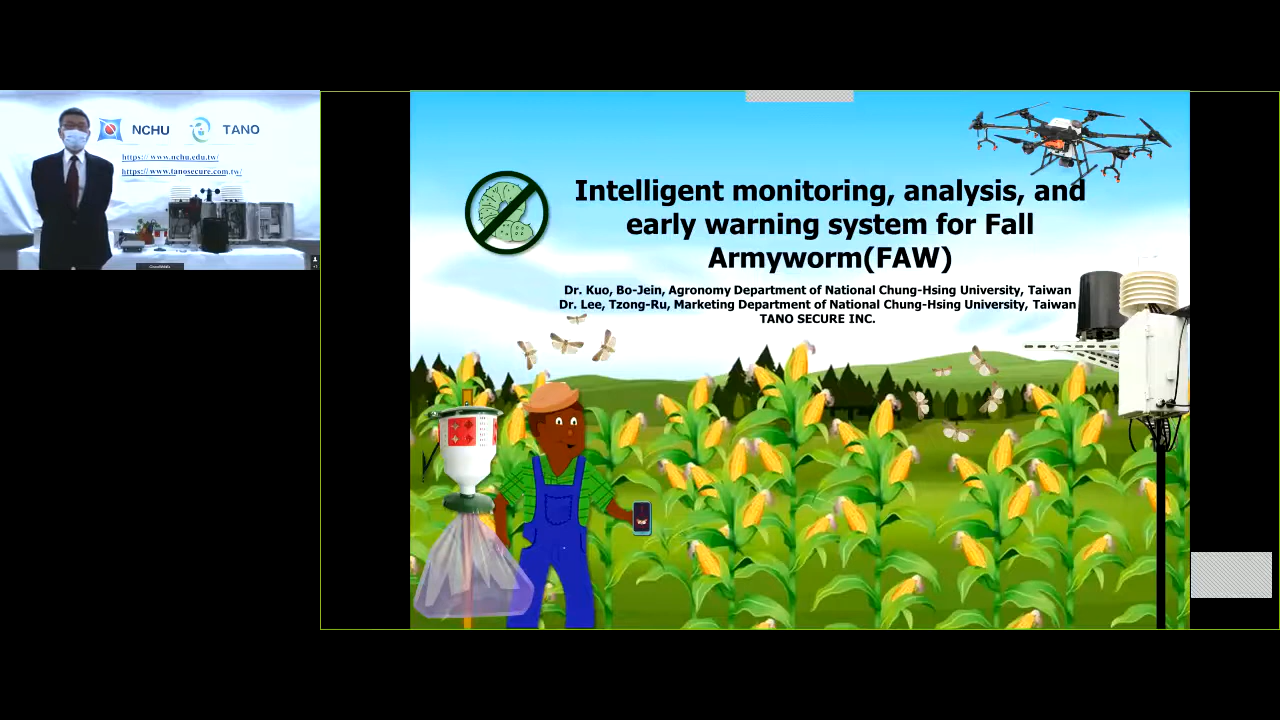 NCHU
TANO
https://www.nchu.edu.tw/
https://www.tanosecure.com.tw/
Intelligent monitoring, analysis, and
early warning system for Fall
Armyworm(FAW)
Dr. Kuo, Bo-Jein, Agronomy Department of National Chung-Hsing University, Taiwan
Dr. Lee, Tzong-Ru, Marketing Department of National Chung-Hsing University, Taiwan
TANO SECURE INC.